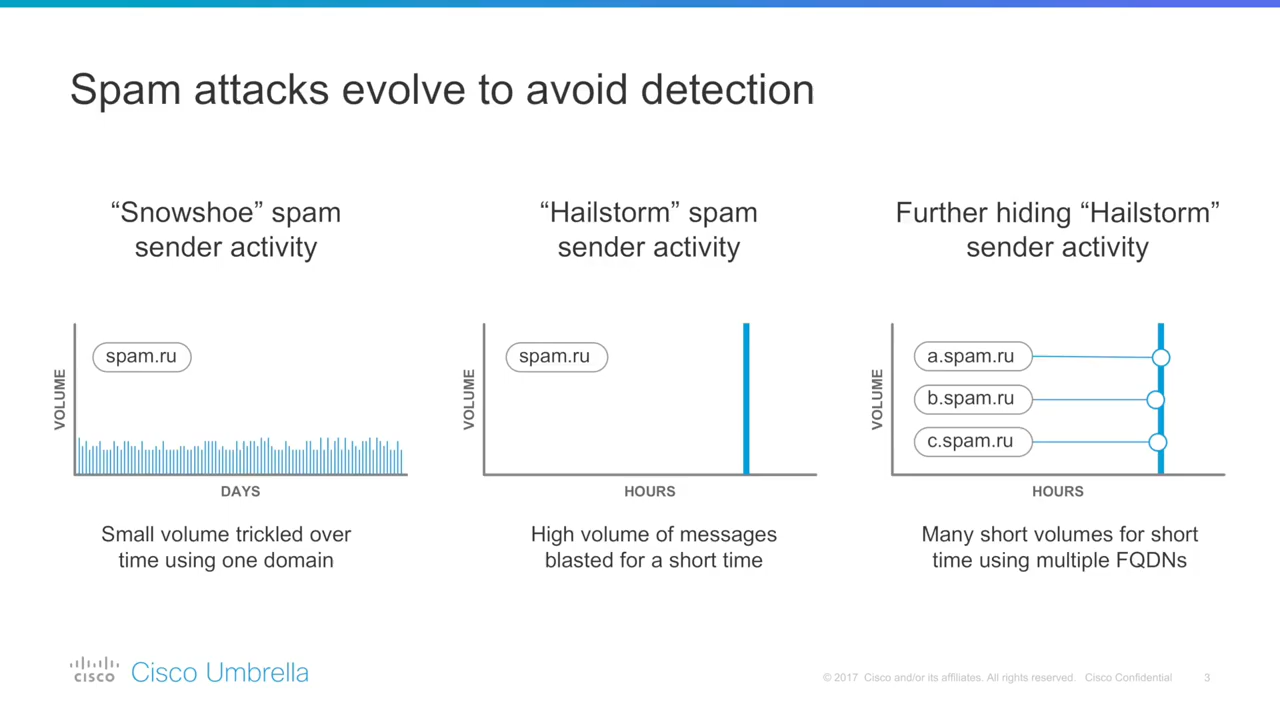 Spam attacks evolve to avoid detection
“Snowshoe” spam
sender activity
VOLUME
spam.ru
DAYS
Small volume trickled over
time using one domain
“Hailstorm” spam
sender activity
VOLUME
spam.ru
HOURS
High volume of messages
blasted for a short time
Further hiding “Hailstorm”
sender activity
VOLUME
a.spam.ru
b.spam.ru
c.spam.ru
HOURS
Many short volumes for short
time using multiple FQDNs
CISCO Cisco Umbrella
© 2017 Cisco and/or its affiliates. All rights reserved. Cisco Confidential 3